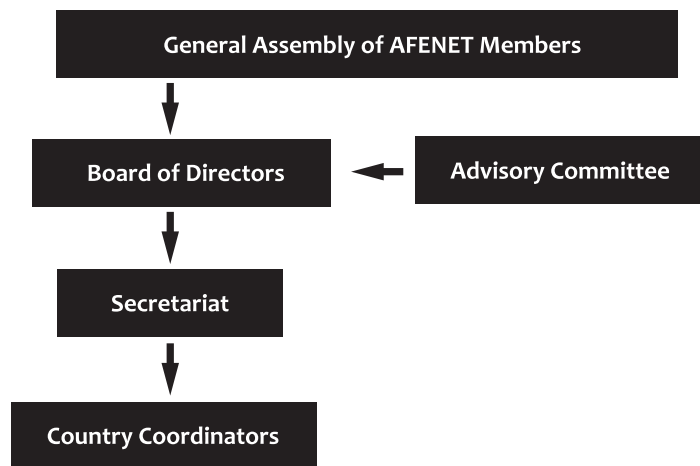 General Assembly of AFENET Members
Board of Directors
Advisory Committee
Secretariat
Country Coordinators